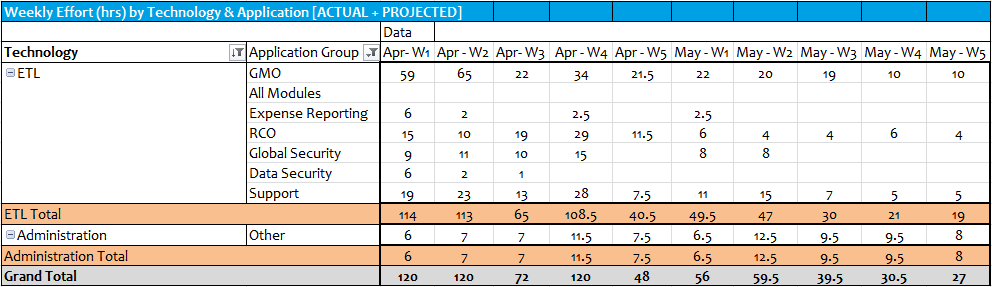 Weekly Effort (hrs) by Technology & Application [ACTUAL + PROJECTED]
Data
Technology Application Group Apr- W1 Apr - W2 Apr- W3 Apr - W4 Apr - W5 May - W1 May - W2 May - W3 May - W4 May - W5
ETL GMO 59 65 22 34 21.5 22 20 19 10 10
All Modules
Expense Reporting 6 2 2.5 2.5
RCO 15 10 19 29 11.5 6 4 4 6 4
Global Security 9 11 10 15 8 8
Data Security 6 2 1
Support 19 23 13 28 7.5 11 15 7 5 5
ETL Total 114 113 65 108.5 40.5 49.5 47 30 21 19
Administration Other 6 7 7 11.5 7.5 6.5 12.5 9.5 9.5 8
Administration Total 6 7 7 11.5 7.5 6.5 12.5 9.5 9.5 8
Grand Total 120 120 72 120 48 56 59.5 39.5 30.5 27